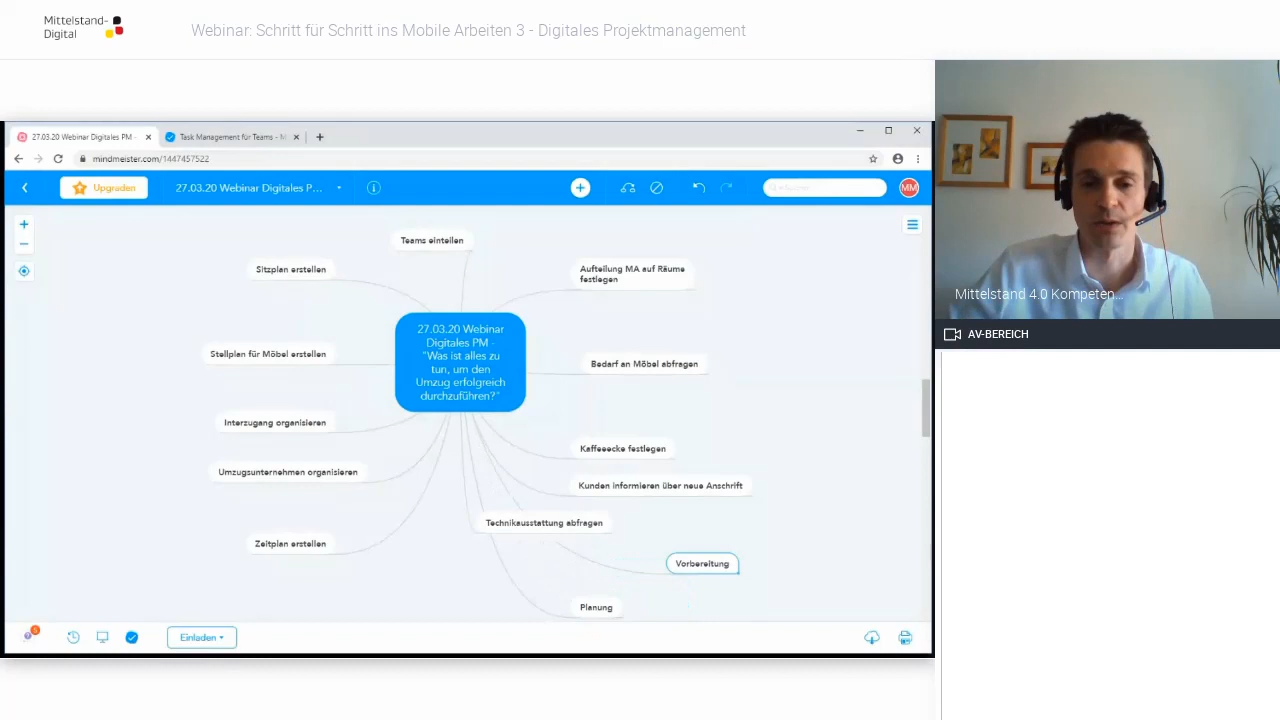 Mittelstand-
Digital
Webinar: Schritt für Schritt ins Mobile Arbeiten 3 - Digitales Projektmanagement
27.03.20 Webinar Digitales PM -
Task Management für Teams - M
mindmeister.com/1447457522
Upgraden
27.03.20 Webinar Digitales P...
MM
Teams einteilen
Sitzplan erstellen
Aufteilung MA auf Räume
festlegen
27.03.20 Webinar
Digitales PM -
"Was ist alles zu
tun, um den
Umzug erfolgreich
durchzuführen?"
Stellplan für Möbel erstellen
Bedarf an Möbel abfragen
Interzugang organisieren
Kaffeeecke festlegen
Umzugsunternehmen organisieren
Kunden informieren über neue Anschrift
Technikausstattung abfragen
Zeitplan erstellen
Vorbereitung
Planung
Einladen
Mittelstand 4.0 Kompeten...
AV-BEREICH